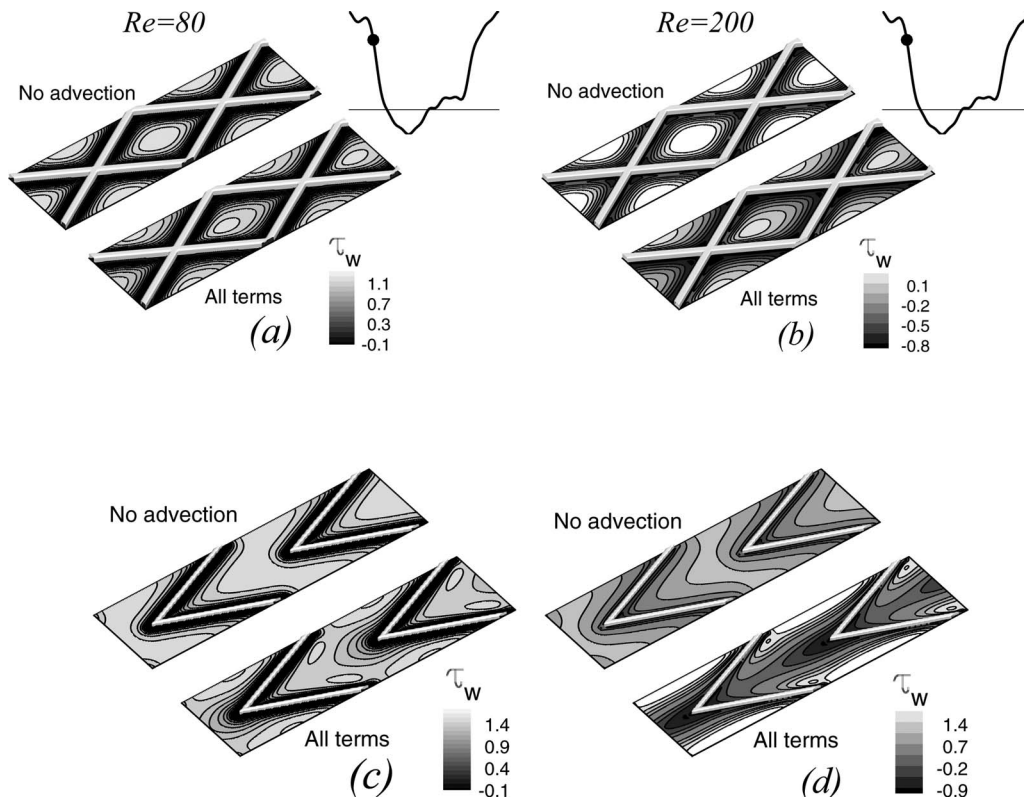 Re=80
Re=200
No advection
No advection
τw
τw
1.1
0.7
0.3
-0.1
0.1
-0.2
-0.5
-0.8
All terms
All terms
(a)
(b)
No advection
No advection
τw
τw
1.4
0.9
0.4
-0.1
1.4
0.7
-0.2
-0.9
All terms
All terms
(c)
(d)